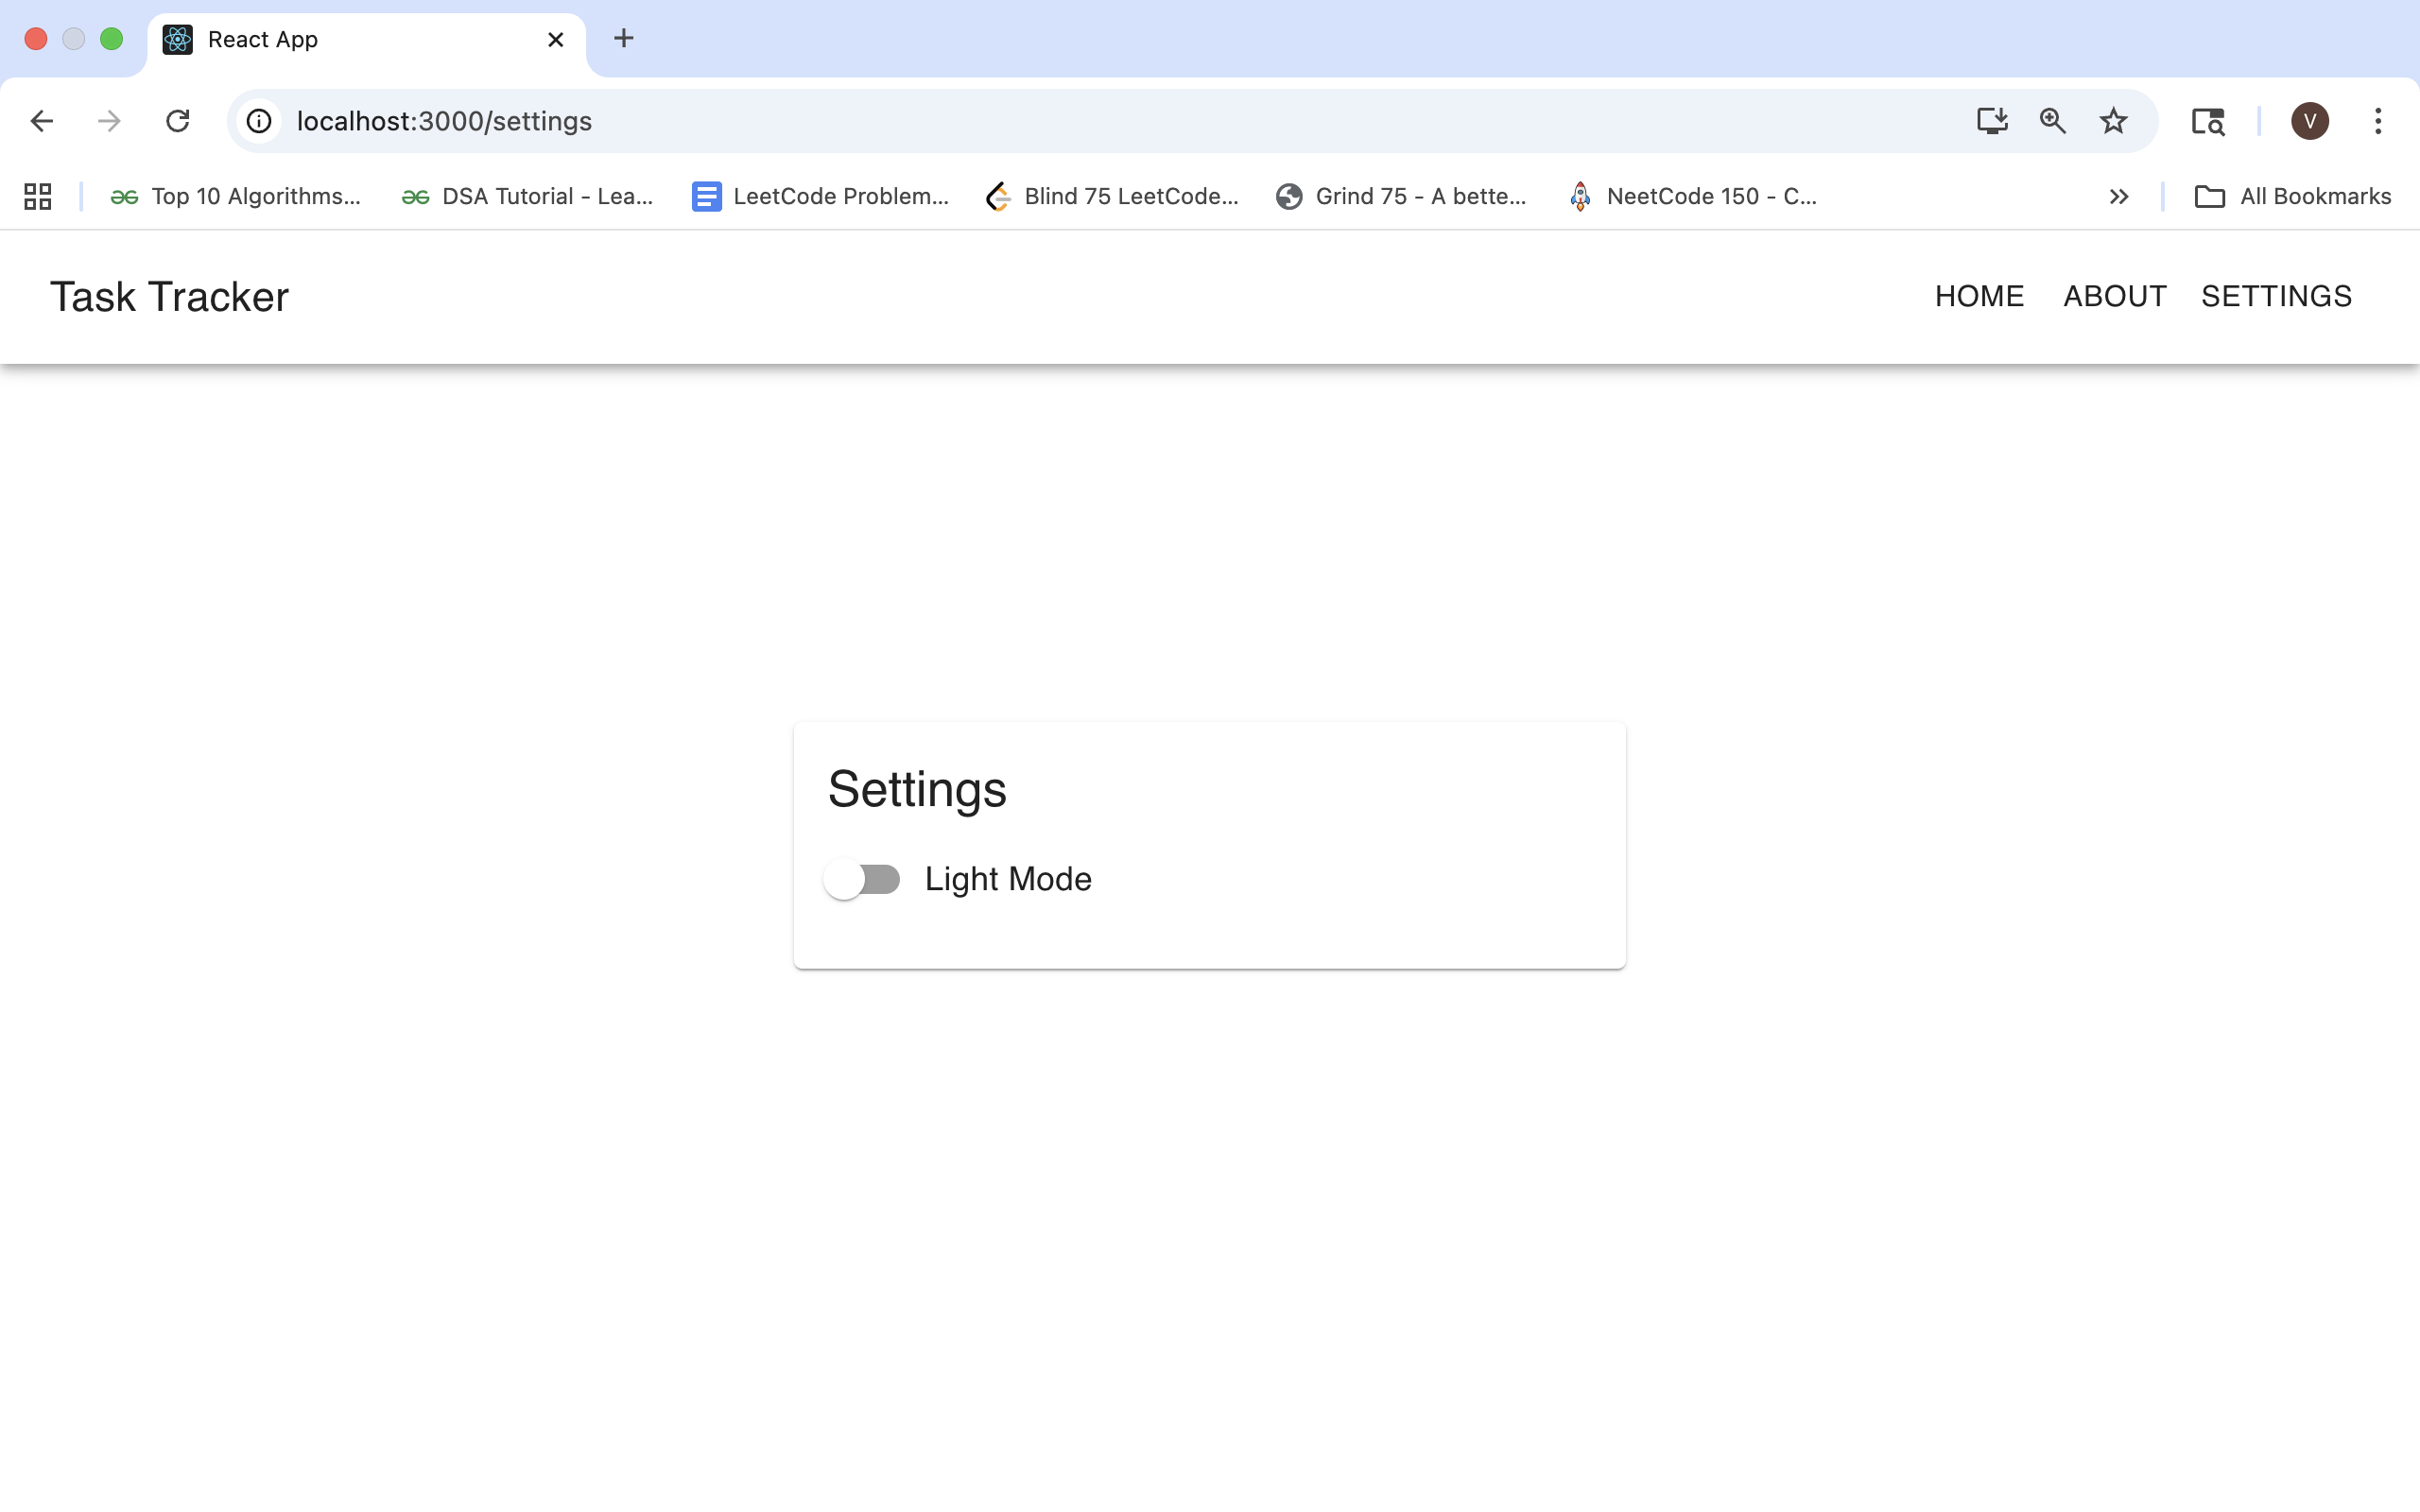 React App
localhost:3000/settings
V
Top 10 Algorithms...
DSA Tutorial - Lea...
LeetCode Problem...
Blind 75 LeetCode...
Grind 75 - A bette...
NeetCode 150 - C...
All Bookmarks
Task Tracker
HOME ABOUT SETTINGS
Settings
Light Mode